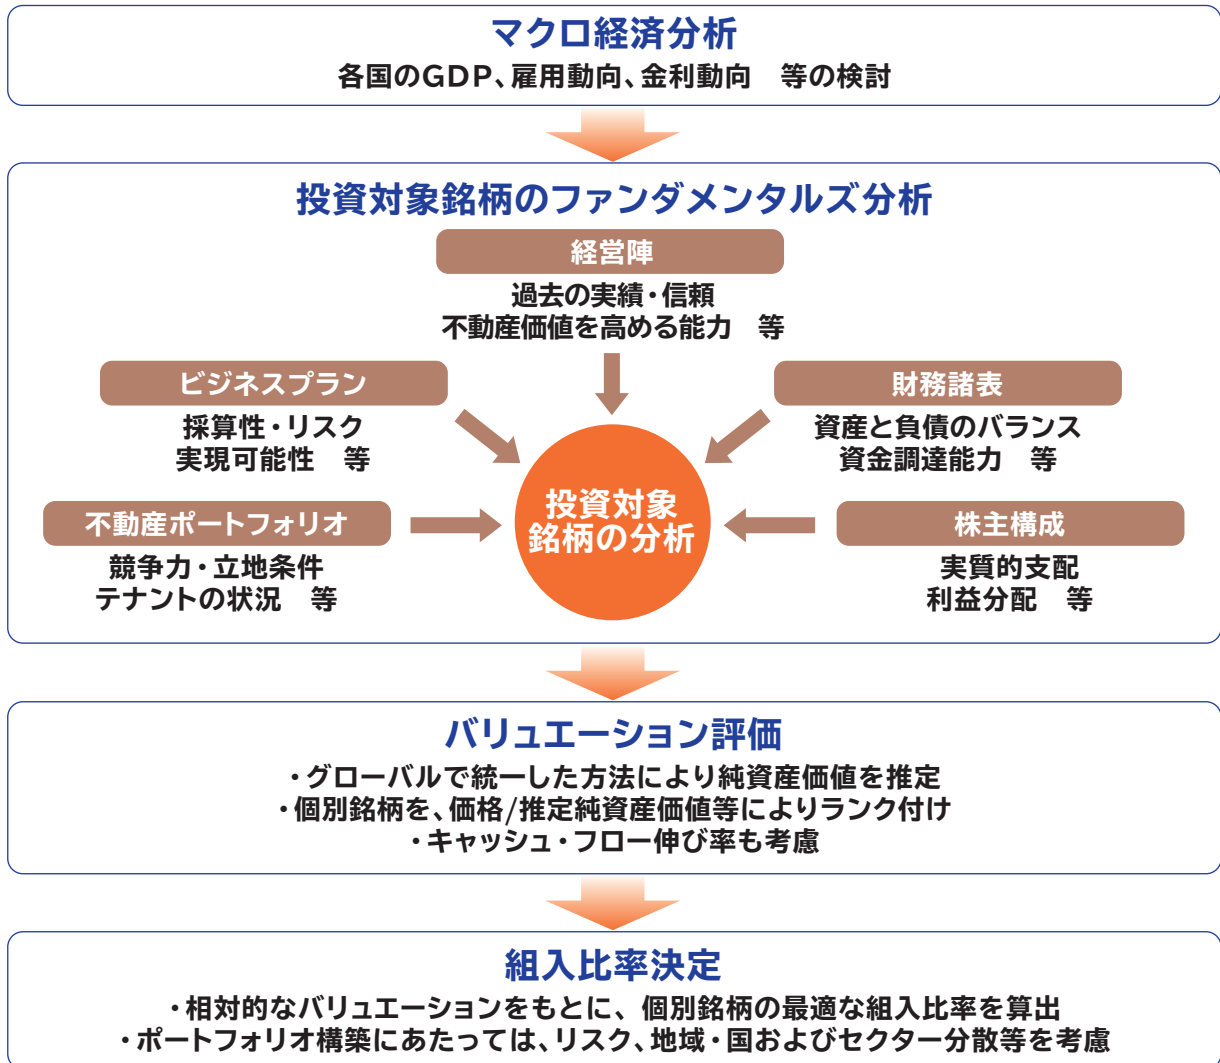 マクロ経済分析
各国のGDP、雇用動向、金利動向　等の検討
投資対象銘柄のファンダメンタルズ分析
経営陣
過去の実績・信頼
不動産価値を高める能力　等
ビジネスプラン
採算性・リスク
実現可能性　等
財務諸表
資産と負債のバランス
資金調達能力　等
不動産ポートフォリオ
競争力・立地条件
テナントの状況　等
投資対象
銘柄の分析
株主構成
実質的支配
利益分配　等
バリュエーション評価
・グローバルで統一した方法により純資産価値を推定
・個別銘柄を、価格/推定純資産価値等によりランク付け
・キャッシュ・フロー伸び率も考慮
組入比率決定
・相対的なバリュエーションをもとに、個別銘柄の最適な組入比率を算出
・ポートフォリオ構築にあたっては、リスク、地域・国およびセクター分散等を考慮